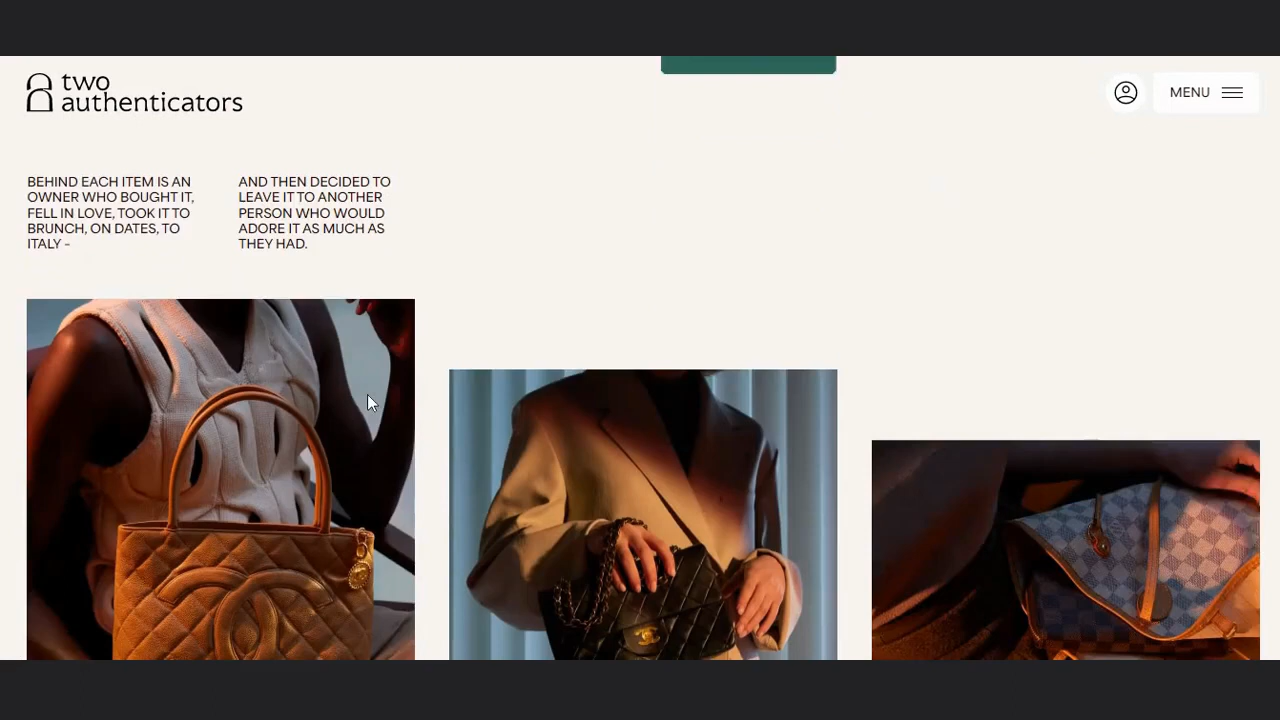 two
authenticators
MENU
BEHIND EACH ITEM IS AN
OWNER WHO BOUGHT IT,
FELL IN LOVE, TOOK IT TO
BRUNCH, ON DATES, TO
ITALY -
AND THEN DECIDED TO
LEAVE IT TO ANOTHER
PERSON WHO WOULD
ADORE IT AS MUCH AS
THEY HAD.